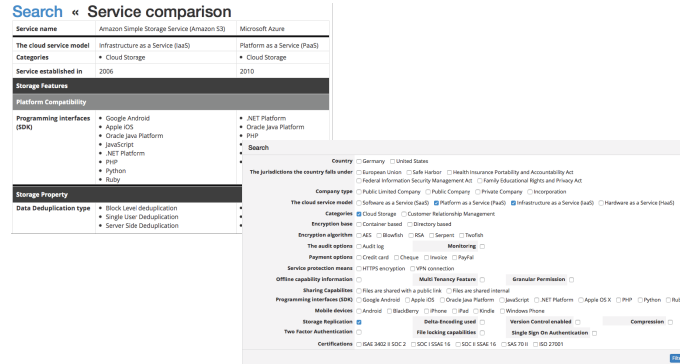 Search « Service comparison
Service name Amazon Simple Storage Service (Amazon S3) Microsoft Azure
The cloud service model Infrastructure as a Service (IaaS) Platform as a Service (PaaS)
Categories • Cloud Storage • Cloud Storage
Service established in 2006 2010
Storage Features
Platform Compatibility
Programming interfaces (SDK) • Google Android • .NET Platform
• Apple iOS • Oracle Java Platform
• Oracle Java Platform • PHP
• JavaScript
• .NET Platform
• PHP
• Python
• Ruby
Storage Property
Data Deduplication type • Block Level deduplication
• Single User Deduplication
• Server Side Deduplication
Search
Country Germany United States
The jurisdictions the country falls under European Union Safe Harbor Health Insurance Portability and Accountability Act
Federal Information Security Management Act Family Educational Rights and Privacy Act
Company type Public Limited Company Public Company Private Company Incorporation
The cloud service model Software as a Service (SaaS) Platform as a Service (PaaS) Infrastructure as a Service (IaaS) Hardware as a Service (HaaS)
Categories Cloud Storage Customer Relationship Management
Encryption base Container based Directory based
Encryption algorithm AES Blowfish RSA Serpent Twofish
The audit options Audit log Monitoring
Payment options Credit card Cheque Invoice PayPal
Service protection means HTTPS encryption VPN connection
Offline capability information Multi Tenancy Feature Granular Permission
Sharing Capabilites Files are shared with a public link Files are shared internal
Programming interfaces (SDK) Google Android Apple iOS Oracle Java Platform JavaScript .NET Platform Apple OS X PHP Python Rub
Mobile devices Android BlackBerry iPhone iPad Kindle Windows Phone
Storage Replication Delta-Encoding used Version Control enabled Compression
Two Factor Authentication File locking capabilities Single Sign On Authentication
Certifications ISAE 3402 II SOC 2 SOC I SSAE 16 SOC II SSAE 16 SAS 70 II ISO 27001